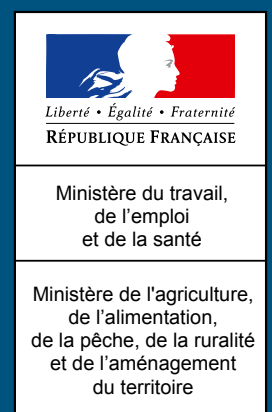 Liberté • Égalité • Fraternité
RÉPUBLIQUE FRANÇAISE
Ministère du travail,
de l’emploi
et de la santé
Ministère de l'agriculture,
de l’alimentation,
de la pêche, de la ruralité
et de l’aménagement
du territoire